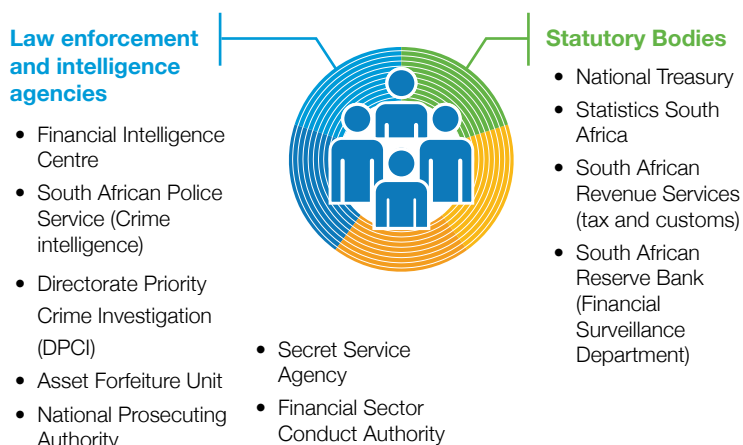 Law enforcement
and intelligence
agencies
• Financial Intelligence
Centre
• South African Police
Service (Crime
intelligence)
• Directorate Priority
Crime Investigation
(DPCI)
• Asset Forfeiture Unit
• National Prosecuting
Authority
• Secret Service
Agency
• Financial Sector
Conduct Authority
Statutory Bodies
• National Treasury
• Statistics South
Africa
• South African
Revenue Services
(tax and customs)
• South African
Reserve Bank
(Financial
Surveillance
Department)